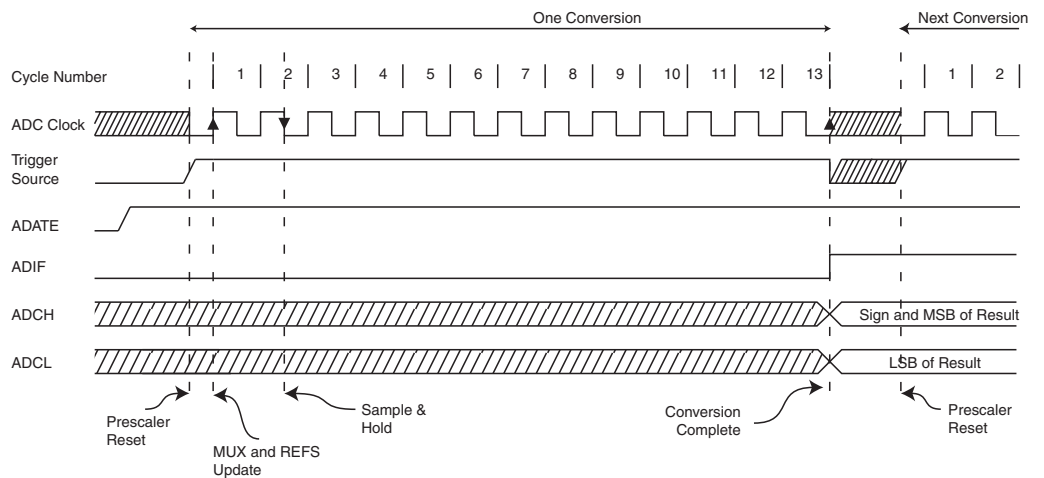 One Conversion
Next Conversion
Cycle Number
1 2 3 4 5 6 7 8 9 10 11 12 13 1 2
ADC Clock
Trigger
Source
ADATE
ADIF
ADCH
Sign and MSB of Result
ADCL
LSB of Result
Prescaler
Reset
MUX and REFS
Update
Sample &
Hold
Conversion
Complete
Prescaler
Reset